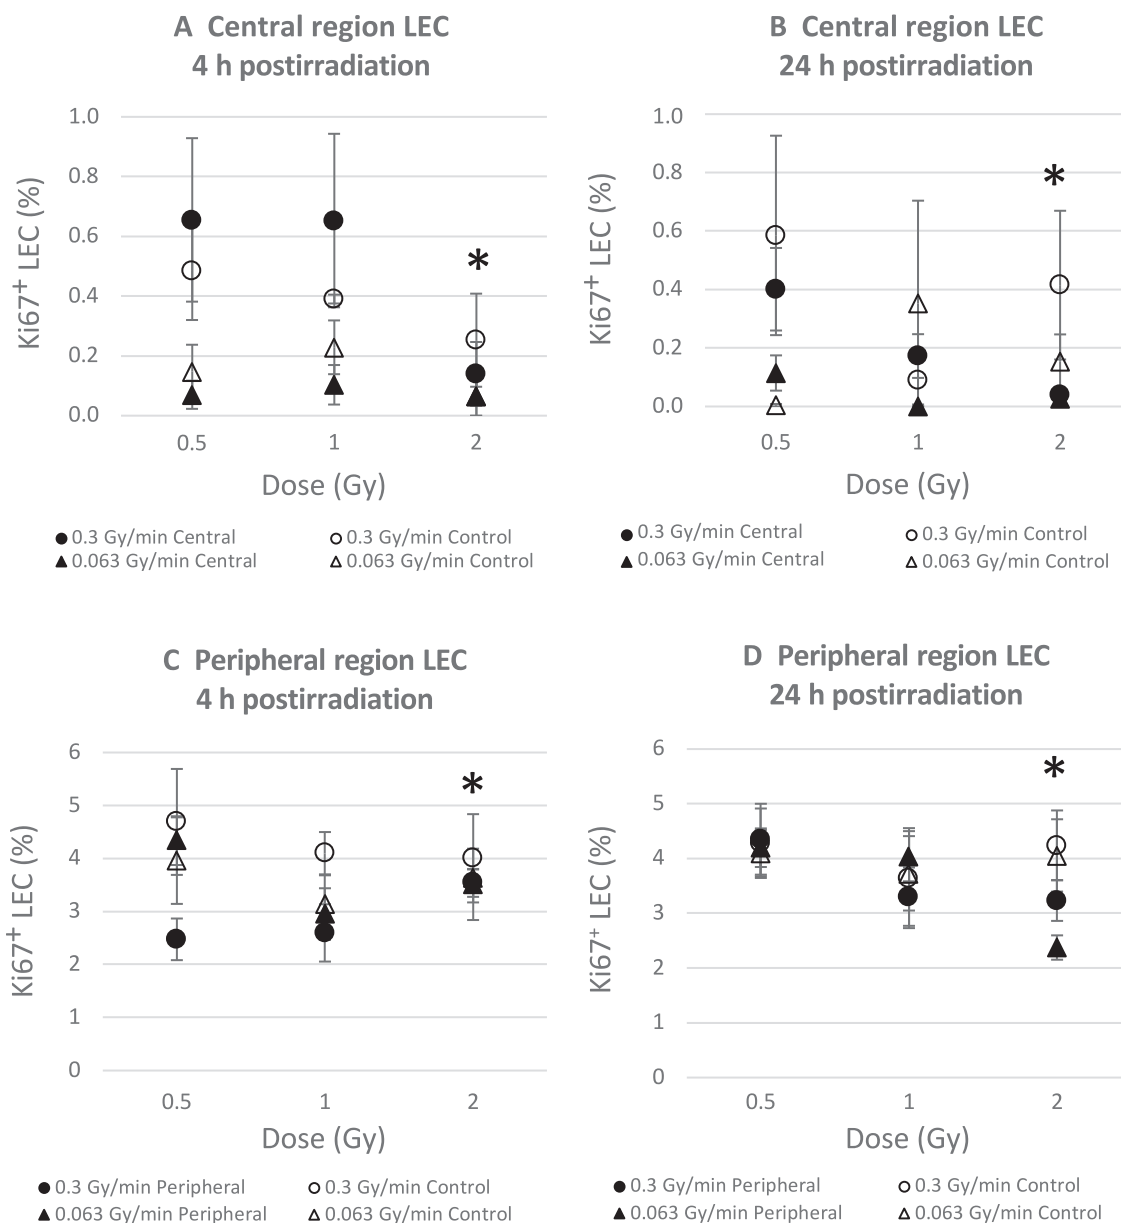 A Central region LEC
4 h postirradiation
Ki67+ LEC (%)
1.0
0.8
0.6
0.4
0.2
0.0
*
0.5 1 2
Dose (Gy)
0.3 Gy/min Central 0.3 Gy/min Control
0.063 Gy/min Central 0.063 Gy/min Control
B Central region LEC
24 h postirradiation
Ki67+ LEC (%)
1.0
0.8
0.6
0.4
0.2
0.0
*
0.5 1 2
Dose (Gy)
0.3 Gy/min Central 0.3 Gy/min Control
0.063 Gy/min Central 0.063 Gy/min Control
C Peripheral region LEC
4 h postirradiation
Ki67+ LEC (%)
6
5
4
3
2
1
0
*
0.5 1 2
Dose (Gy)
0.3 Gy/min Peripheral 0.3 Gy/min Control
0.063 Gy/min Peripheral 0.063 Gy/min Control
D Peripheral region LEC
24 h postirradiation
Ki67+ LEC (%)
6
5
4
3
2
1
0
*
0.5 1 2
Dose (Gy)
0.3 Gy/min Peripheral 0.3 Gy/min Control
0.063 Gy/min Peripheral 0.063 Gy/min Control